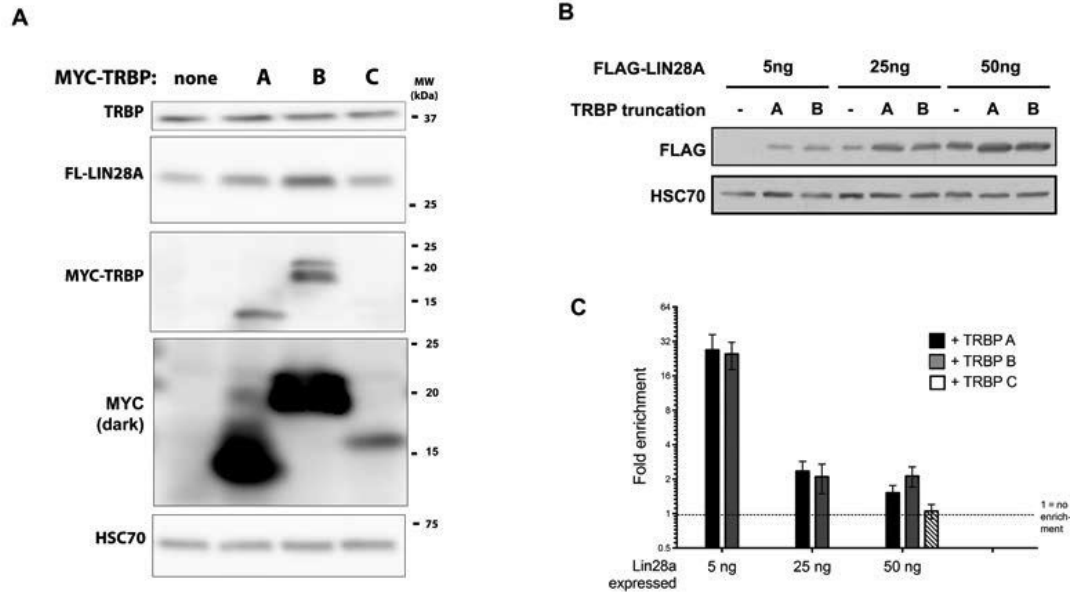 A
MYC-TRBP: none A B C
MW
(kDa)
TRBP
37
FL-LIN28A
25
MYC-TRBP
25
20
15
MYC
(dark)
25
20
15
HSC70
75
B
FLAG-LIN28A 5ng 25ng 50ng
TRBP truncation - A B - A B - A B
FLAG
HSC70
C
Fold enrichment
64
32
16
8
4
2
1
0.5
+ TRBP A
+ TRBP B
+ TRBP C
1 = no
enrich-
ment
Lin28a
expressed
5 ng 25 ng 50 ng